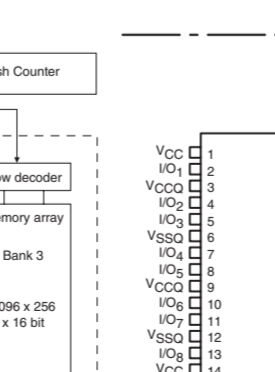 sh Counter
ow decoder
emory array
Bank 3
096 x 256
x 16 bit
VCC 1
I/O1 2
VCCQ 3
I/O2 4
I/O3 5
VSSQ 6
I/O4 7
I/O5 8
VCCQ 9
I/O6 10
I/O7 11
VSSQ 12
I/O8 13
VCC 14